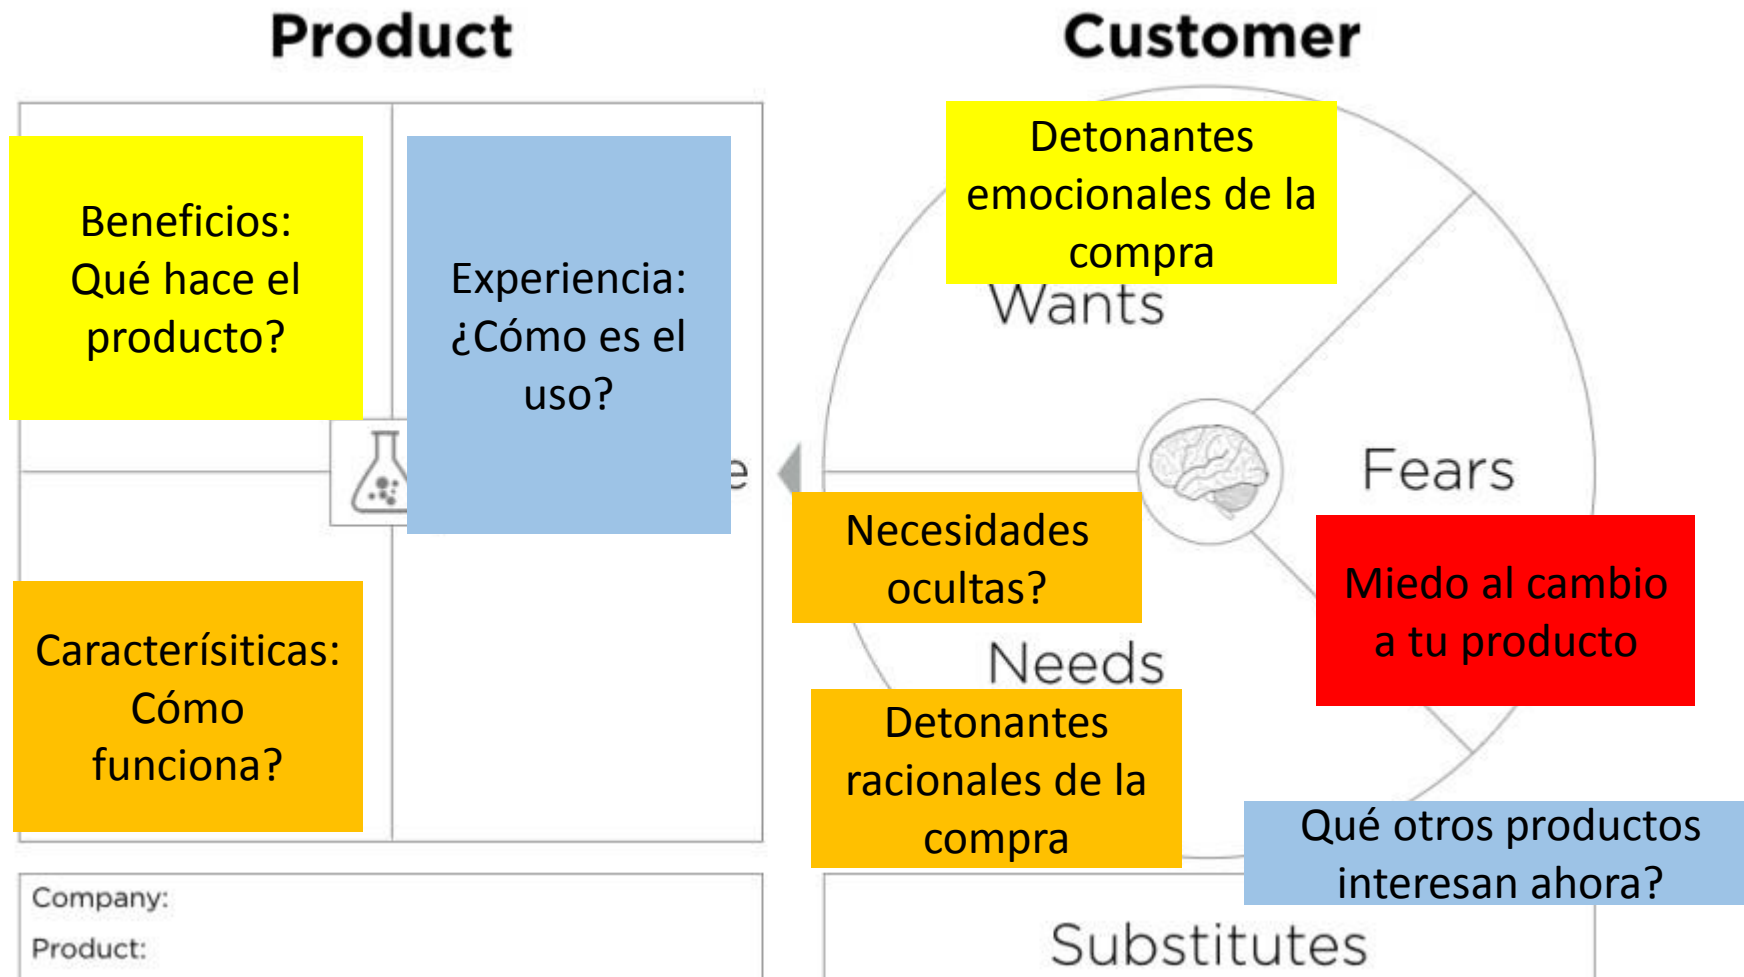 Product
Beneficios:
Qué hace el
producto?
Experiencia:
¿Cómo es el
uso?
e
Caracterísiticas:
Cómo
funciona?
Company:
Product:
Customer
Detonantes
emocionales de la
compra
Wants
Fears
Necesidades
ocultas?
Miedo al cambio
a tu producto
Needs
Detonantes
racionales de la
compra
Qué otros productos
interesan ahora?
Substitutes